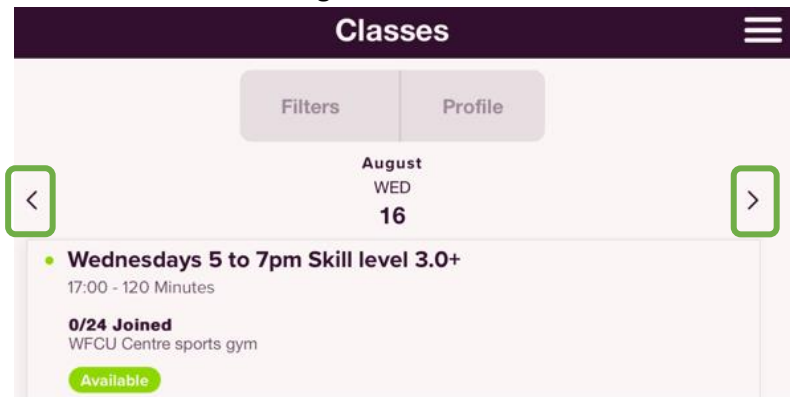 Classes
Filters Profile
August
WED
< 16 >
Wednesdays 5 to 7pm Skill level 3.0+
17:00 - 120 Minutes
0/24 Joined
WFCU Centre sports gym
Available